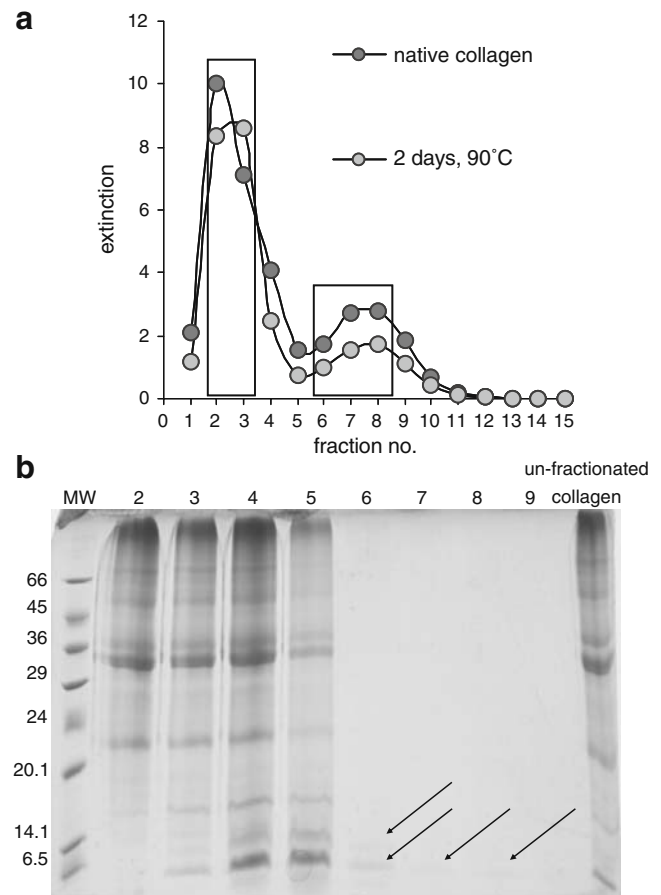 a
12
10
8
6
4
2
0
extinction
native collagen
2 days, 90°C
0 1 2 3 4 5 6 7 8 9 10 11 12 13 14 15
fraction no.
b
un-fractionated
MW 2 3 4 5 6 7 8 9 collagen
66
45
36
29
24
20.1
14.1
6.5